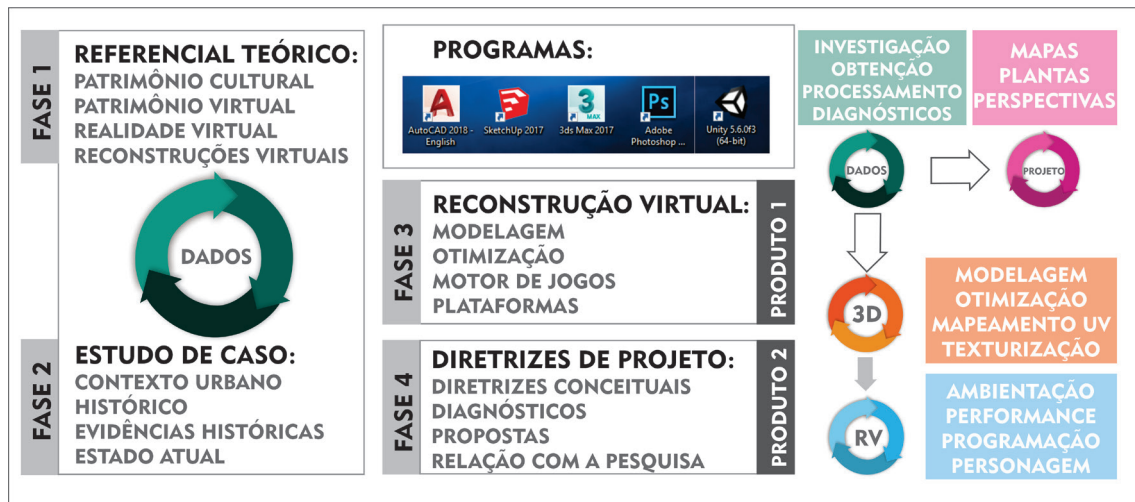 FASE 1
REFERENCIAL TEÓRICO:
PATRIMÔNIO CULTURAL
PATRIMÔNIO VIRTUAL
REALIDADE VIRTUAL
RECONSTRUÇÕES VIRTUAIS
DADOS
FASE 2
ESTUDO DE CASO:
CONTEXTO URBANO
HISTÓRICO
EVIDÊNCIAS HISTÓRICAS
ESTADO ATUAL
PROGRAMAS:
A
3
MAX
Ps
AutoCAD 2018 -
English
SketchUp 2017
3ds Max 2017
Adobe
Photoshop ...
Unity 5.6.0f3
(64-bit)
FASE 3
RECONSTRUÇÃO VIRTUAL:
MODELAGEM
OTIMIZAÇÃO
MOTOR DE JOGOS
PLATAFORMAS
PRODUTO 1
FASE 4
DIRETRIZES DE PROJETO:
DIRETRIZES CONCEITUAIS
DIAGNÓSTICOS
PROPOSTAS
RELAÇÃO COM A PESQUISA
PRODUTO 2
INVESTIGAÇÃO
OBTENÇÃO
PROCESSAMENTO
DIAGNÓSTICOS
MAPAS
PLANTAS
PERSPECTIVAS
DADOS
PROJETO
3D
MODELAGEM
OTIMIZAÇÃO
MAPEAMENTO UV
TEXTURIZAÇÃO
RV
AMBIENTAÇÃO
PERFORMANCE
PROGRAMAÇÃO
PERSONAGEM